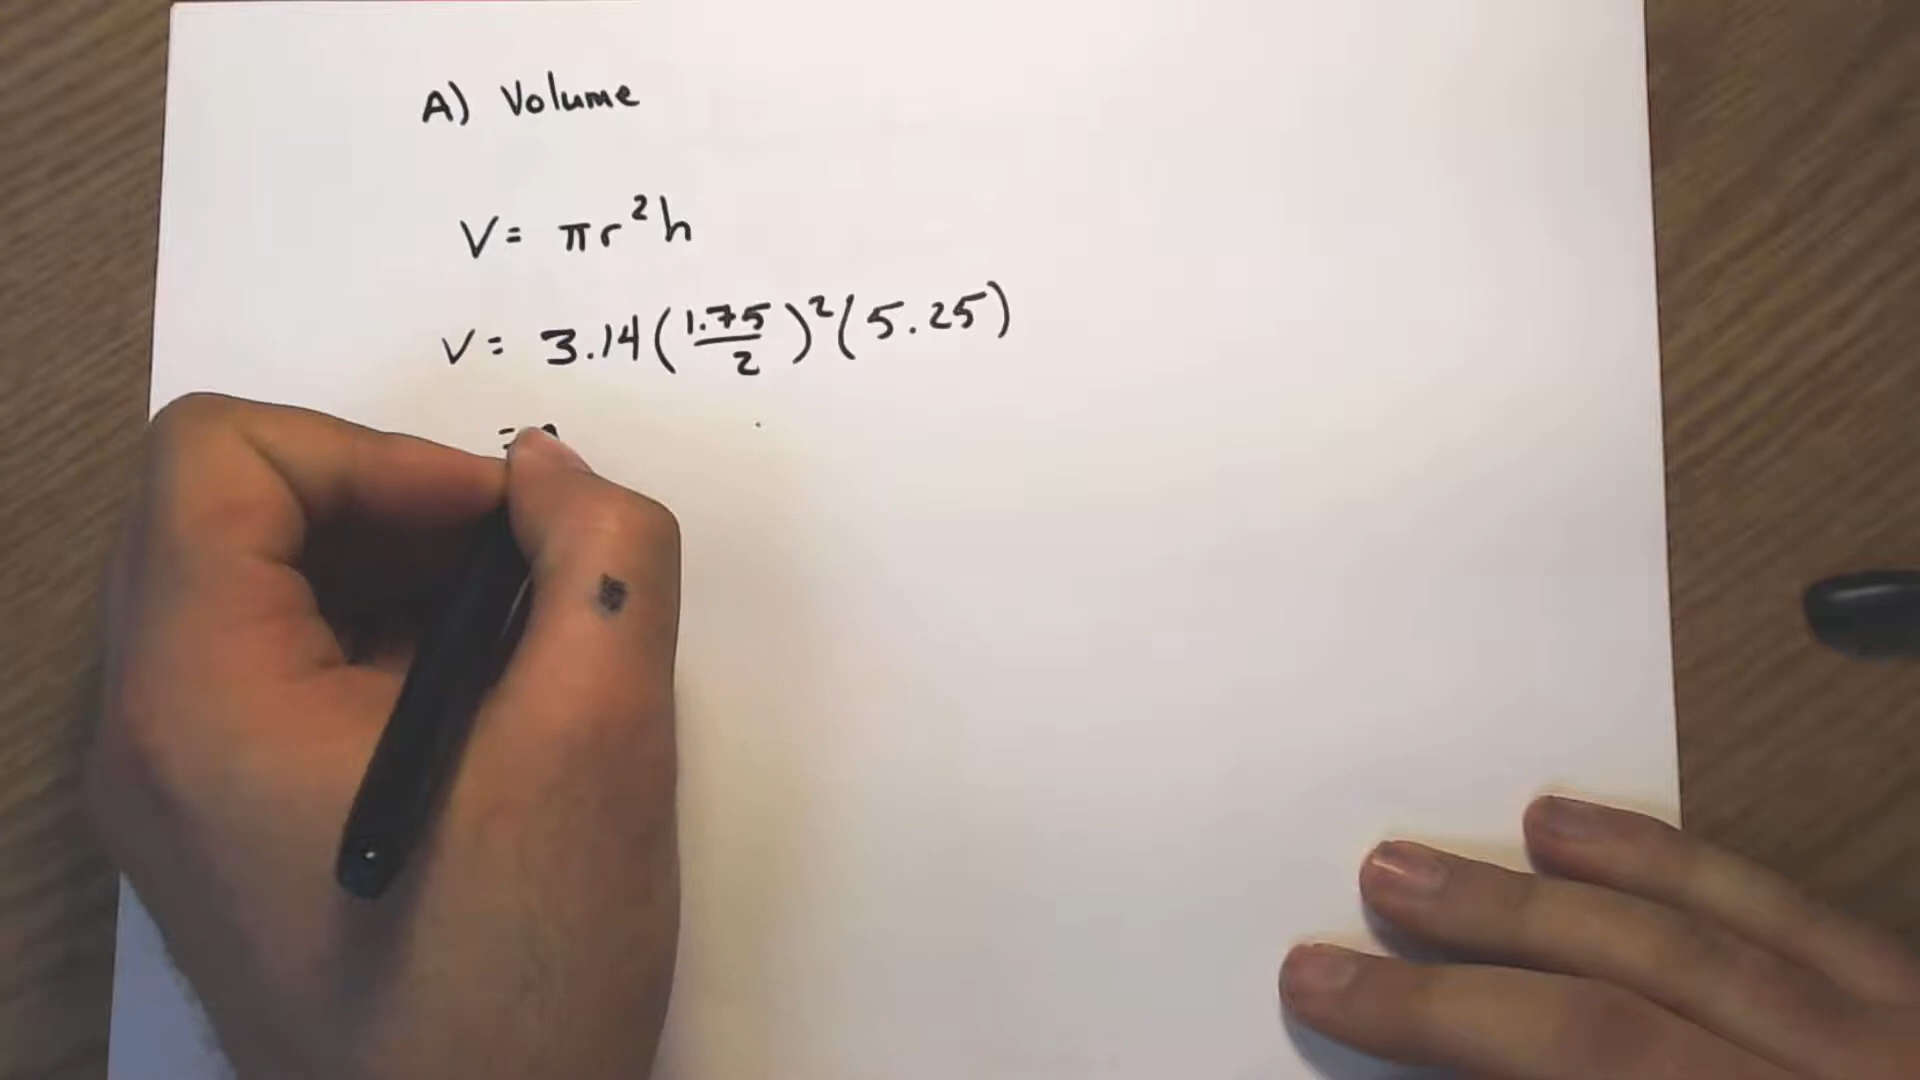 A) Volume
V= πr²h
V= 3.14(1.75/2)²(5.25)
=